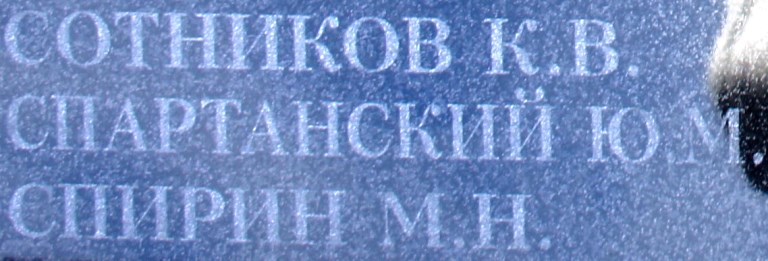 СОТНИКОВ К.В.
СПАРТАНСКИЙ Ю.М.
СПИРИН М.Н.